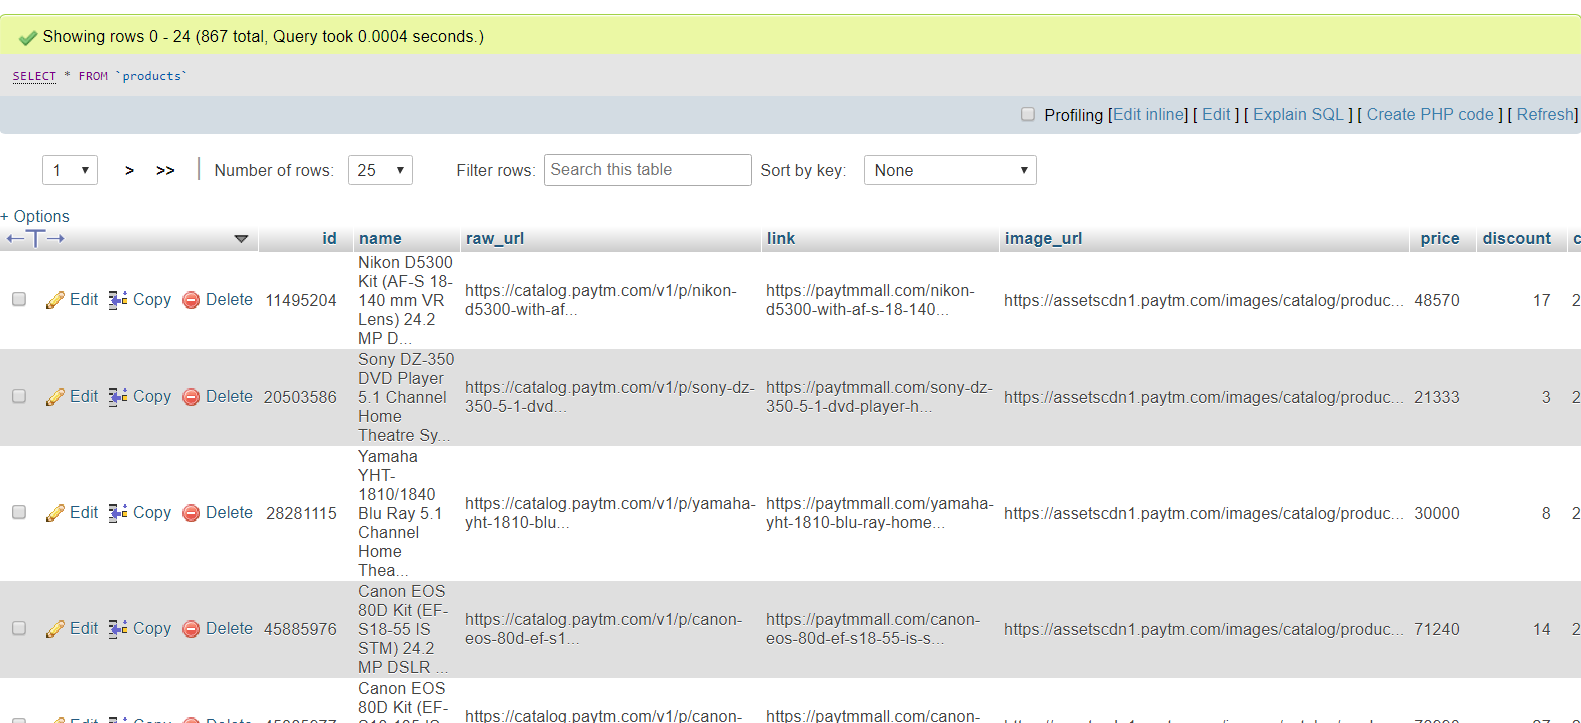 Showing rows 0 - 24 (867 total, Query took 0.0004 seconds.)
SELECT * FROM `products`
Profiling [Edit inline] [ Edit ] [ Explain SQL ] [ Create PHP code ] [ Refresh]
1 > >> | Number of rows: 25 Filter rows: Search this table Sort by key: None
+ Options
←T→ id name raw_url link image_url price discount c
Nikon D5300
Kit (AF-S 18-
140 mm VR
Lens) 24.2
MP D...
Edit Copy Delete 11495204
https://catalog.paytm.com/v1/p/nikon-
d5300-with-af...
https://paytmmall.com/nikon-
d5300-with-af-s-18-140...
https://assetscdn1.paytm.com/images/catalog/produc... 48570 17 2
Sony DZ-350
DVD Player
5.1 Channel
Home
Theatre Sy...
Edit Copy Delete 20503586
https://catalog.paytm.com/v1/p/sony-dz-
350-5-1-dvd...
https://paytmmall.com/sony-dz-
350-5-1-dvd-player-h...
https://assetscdn1.paytm.com/images/catalog/produc... 21333 3 2
Yamaha
YHT-
1810/1840
Blu Ray 5.1
Channel
Home
Thea...
Edit Copy Delete 28281115
https://catalog.paytm.com/v1/p/yamaha-
yht-1810-blu...
https://paytmmall.com/yamaha-
yht-1810-blu-ray-home...
https://assetscdn1.paytm.com/images/catalog/produc... 30000 8 2
Canon EOS
80D Kit (EF-
S18-55 IS
STM) 24.2
MP DSLR ...
Edit Copy Delete 45885976
https://catalog.paytm.com/v1/p/canon-
eos-80d-ef-s1...
https://paytmmall.com/canon-
eos-80d-ef-s18-55-is-s...
https://assetscdn1.paytm.com/images/catalog/produc... 71240 14 2
Canon EOS
80D Kit (EF-
https://catalog.paytm.com/v1/p/canon-
https://paytmmall.com/canon-